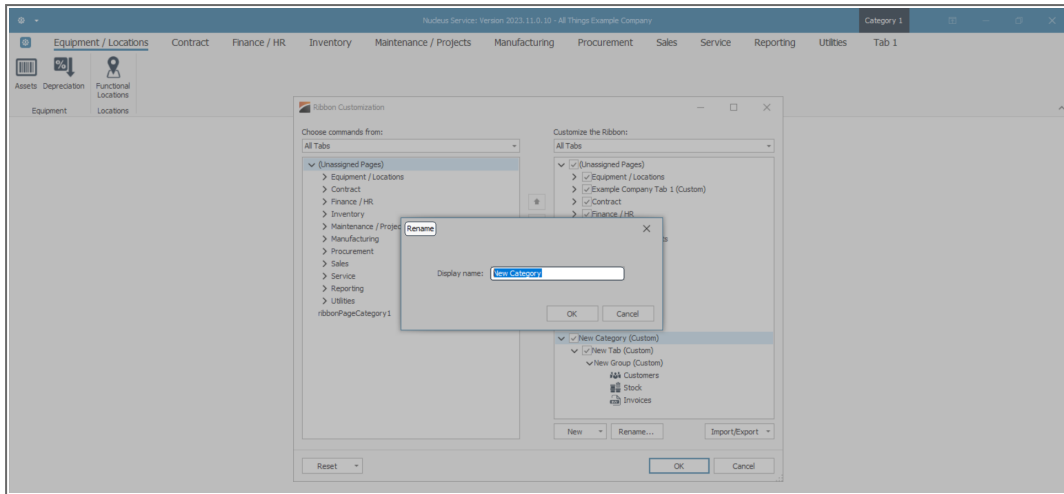 Nucleus Service: Version 2023.11.0.10 - All Things Example Company
Category 1
Equipment / Locations Contract Finance / HR Inventory Maintenance / Projects Manufacturing Procurement Sales Service Reporting Utilities Tab 1
Assets Depreciation Functional
Locations
Equipment Locations
Ribbon Customization
Choose commands from: Customize the Ribbon:
All Tabs All Tabs
(Unassigned Pages) (Unassigned Pages)
Equipment / Locations Equipment / Locations
Contract Example Company Tab 1 (Custom)
Finance / HR Contract
Inventory Finance / HR
Maintenance / Projec
Rename
Manufacturing
Procurement
Sales
Display name: New Category
Service
Reporting
Utilities
ribbonPageCategory1
OK Cancel
New Category (Custom)
New Tab (Custom)
New Group (Custom)
Customers
Stock
Invoices
New Rename... Import/Export
Reset OK Cancel